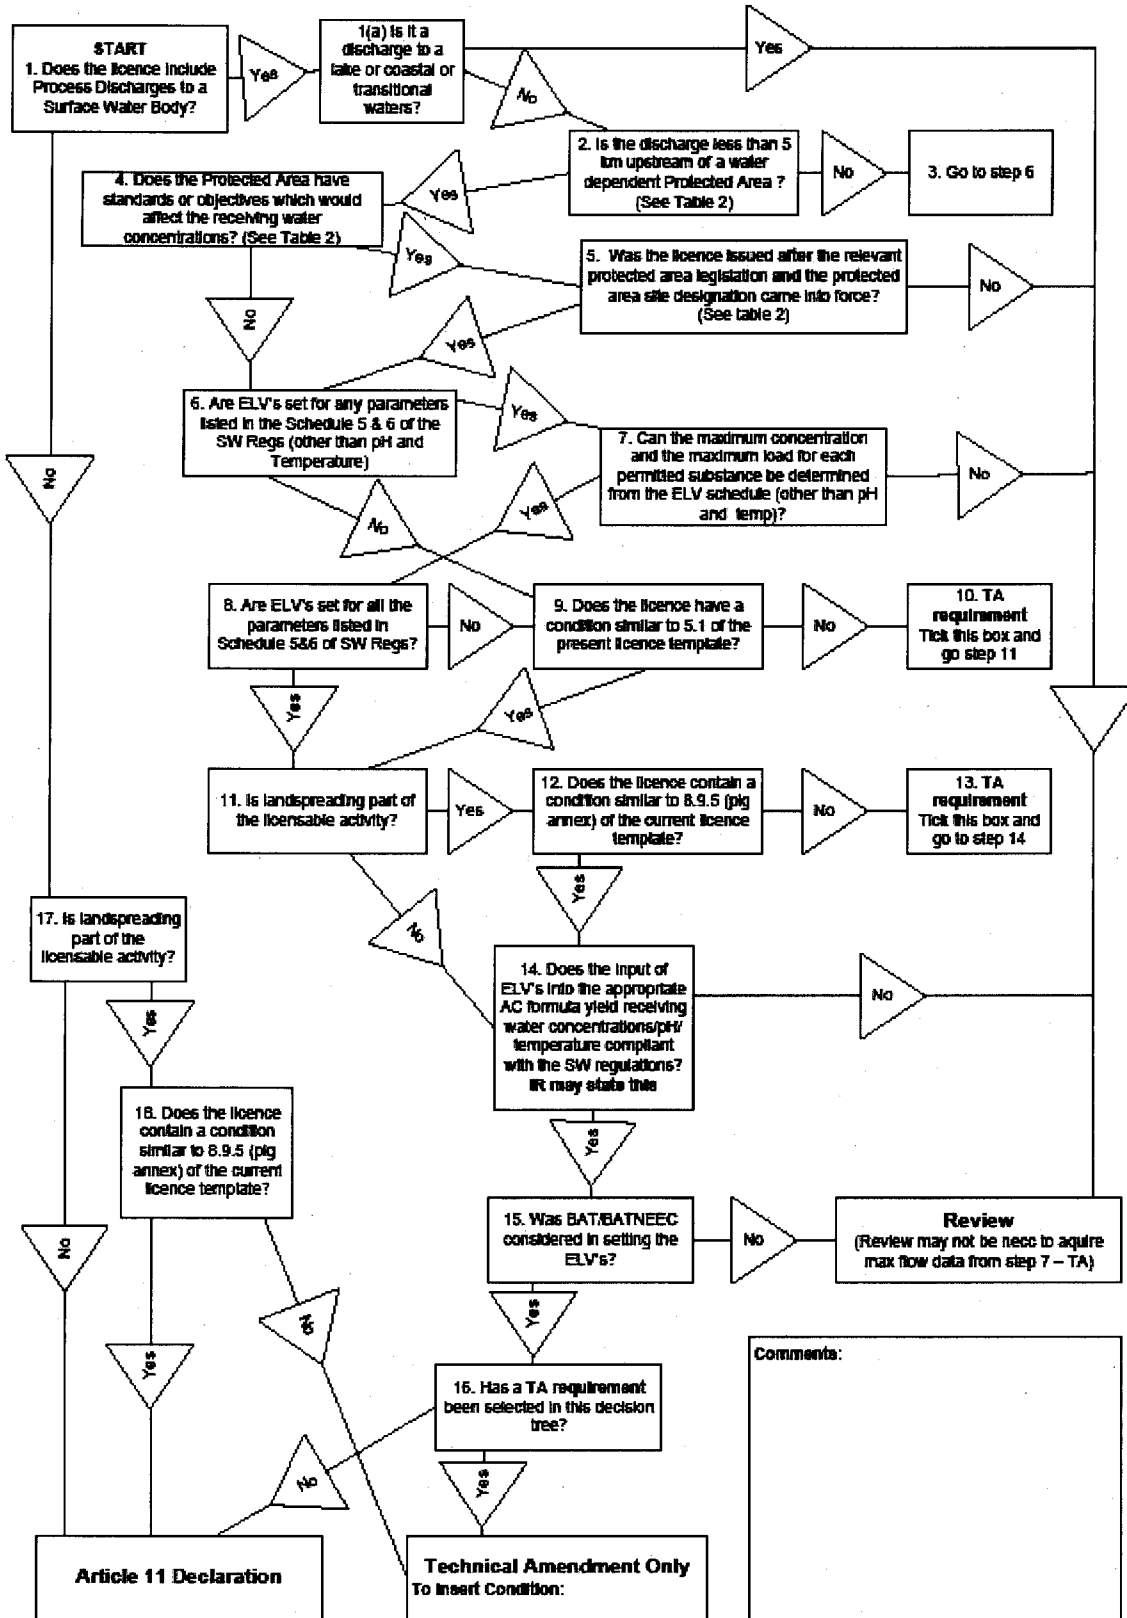 START
1. Does the licence include
Process Discharges to a
Surface Water Body?
Yes
1(a) Is it a
discharge to a
lake or coastal or
transitional
waters?
Yes
No
2. Is the discharge less than 5
km upstream of a water
dependent Protected Area ?
(See Table 2)
No
3. Go to step 6
Yes
4. Does the Protected Area have
standards or objectives which would
affect the receiving water
concentrations? (See Table 2)
Yes
5. Was the licence issued after the relevant
protected area legislation and the protected
area site designation came into force?
(See table 2)
No
No
Yes
6. Are ELV's set for any parameters
listed in the Schedule 5 & 6 of the
SW Regs (other than pH and
Temperature)
Yes
7. Can the maximum concentration
and the maximum load for each
permitted substance be determined
from the ELV schedule (other than pH
and temp)?
No
No
No
Yes
8. Are ELV's set for all the
parameters listed in
Schedule 5&6 of SW Regs?
No
9. Does the licence have a
condition similar to 5.1 of the
present licence template?
No
10. TA
requirement
Tick this box and
go step 11
Yes
Yes
11. Is landspreading part of
the licensable activity?
Yes
12. Does the licence contain a
condition similar to 8.9.5 (pig
annex) of the current licence
template?
No
13. TA
requirement
Tick this box and
go to step 14
Yes
No
17. Is landspreading
part of the
licensable activity?
14. Does the input of
ELV's into the appropriate
AC formula yield receiving
water concentrations/pH/
temperature compliant
with the SW regulations?
IR may state this
No
Yes
18. Does the licence
contain a condition
similar to 8.9.5 (pig
annex) of the current
licence template?
Yes
15. Was BAT/BATNEEC
considered in setting the
ELV's?
No
Review
(Review may not be necc to aquire
max flow data from step 7 – TA)
No
No
Yes
Yes
16. Has a TA requirement
been selected in this decision
tree?
Comments:
No
Yes
Article 11 Declaration
Technical Amendment Only
To Insert Condition: